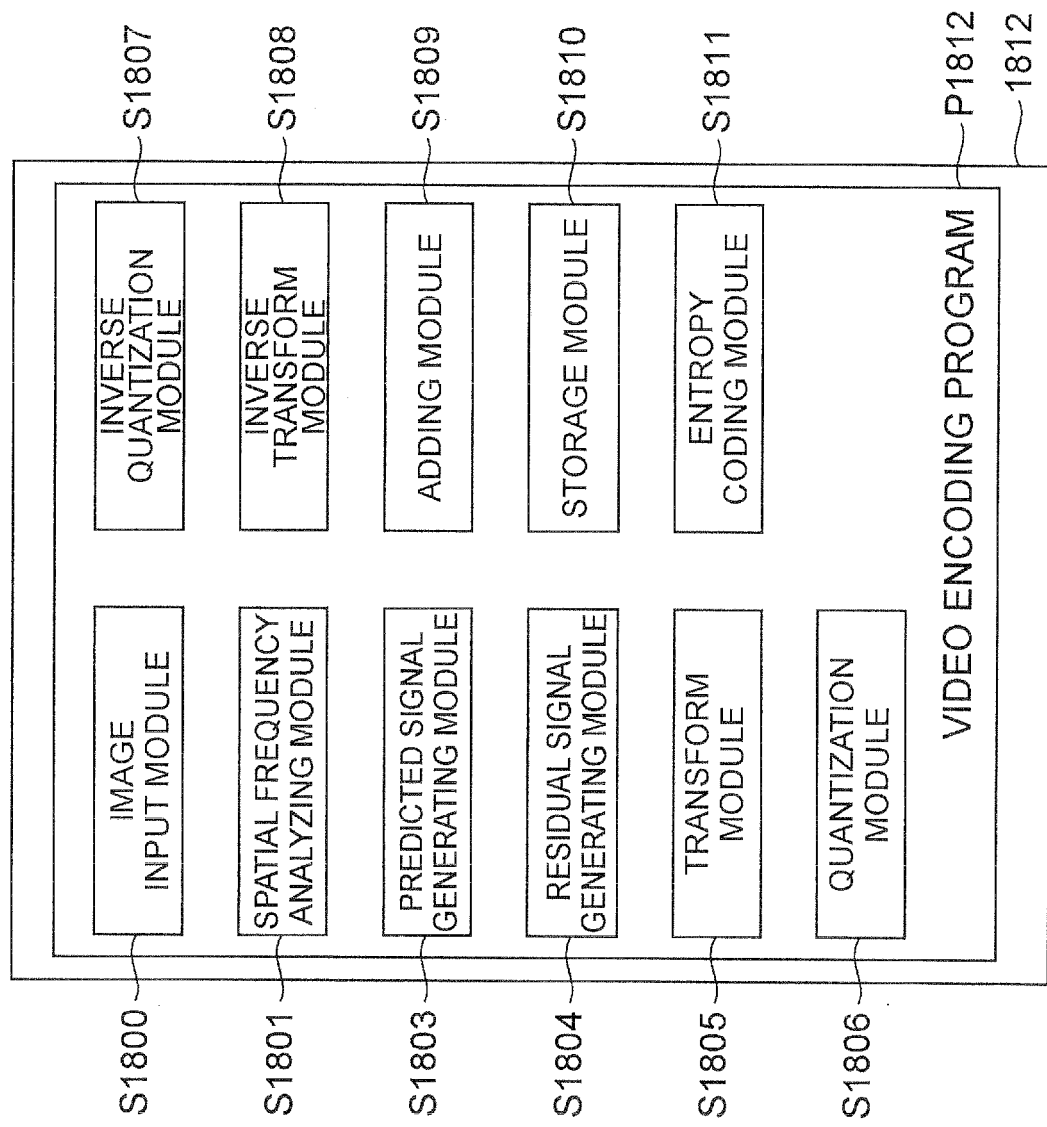 S1800
IMAGE
INPUT MODULE
S1801
SPATIAL FREQUENCY
ANALYZING MODULE
S1803
PREDICTED SIGNAL
GENERATING MODULE
S1804
RESIDUAL SIGNAL
GENERATING MODULE
S1805
TRANSFORM
MODULE
S1806
QUANTIZATION
MODULE
INVERSE
QUANTIZATION
MODULE
S1807
INVERSE
TRANSFORM
MODULE
S1808
ADDING MODULE
S1809
STORAGE MODULE
S1810
ENTROPY
CODING MODULE
S1811
VIDEO ENCODING PROGRAM
P1812
1812